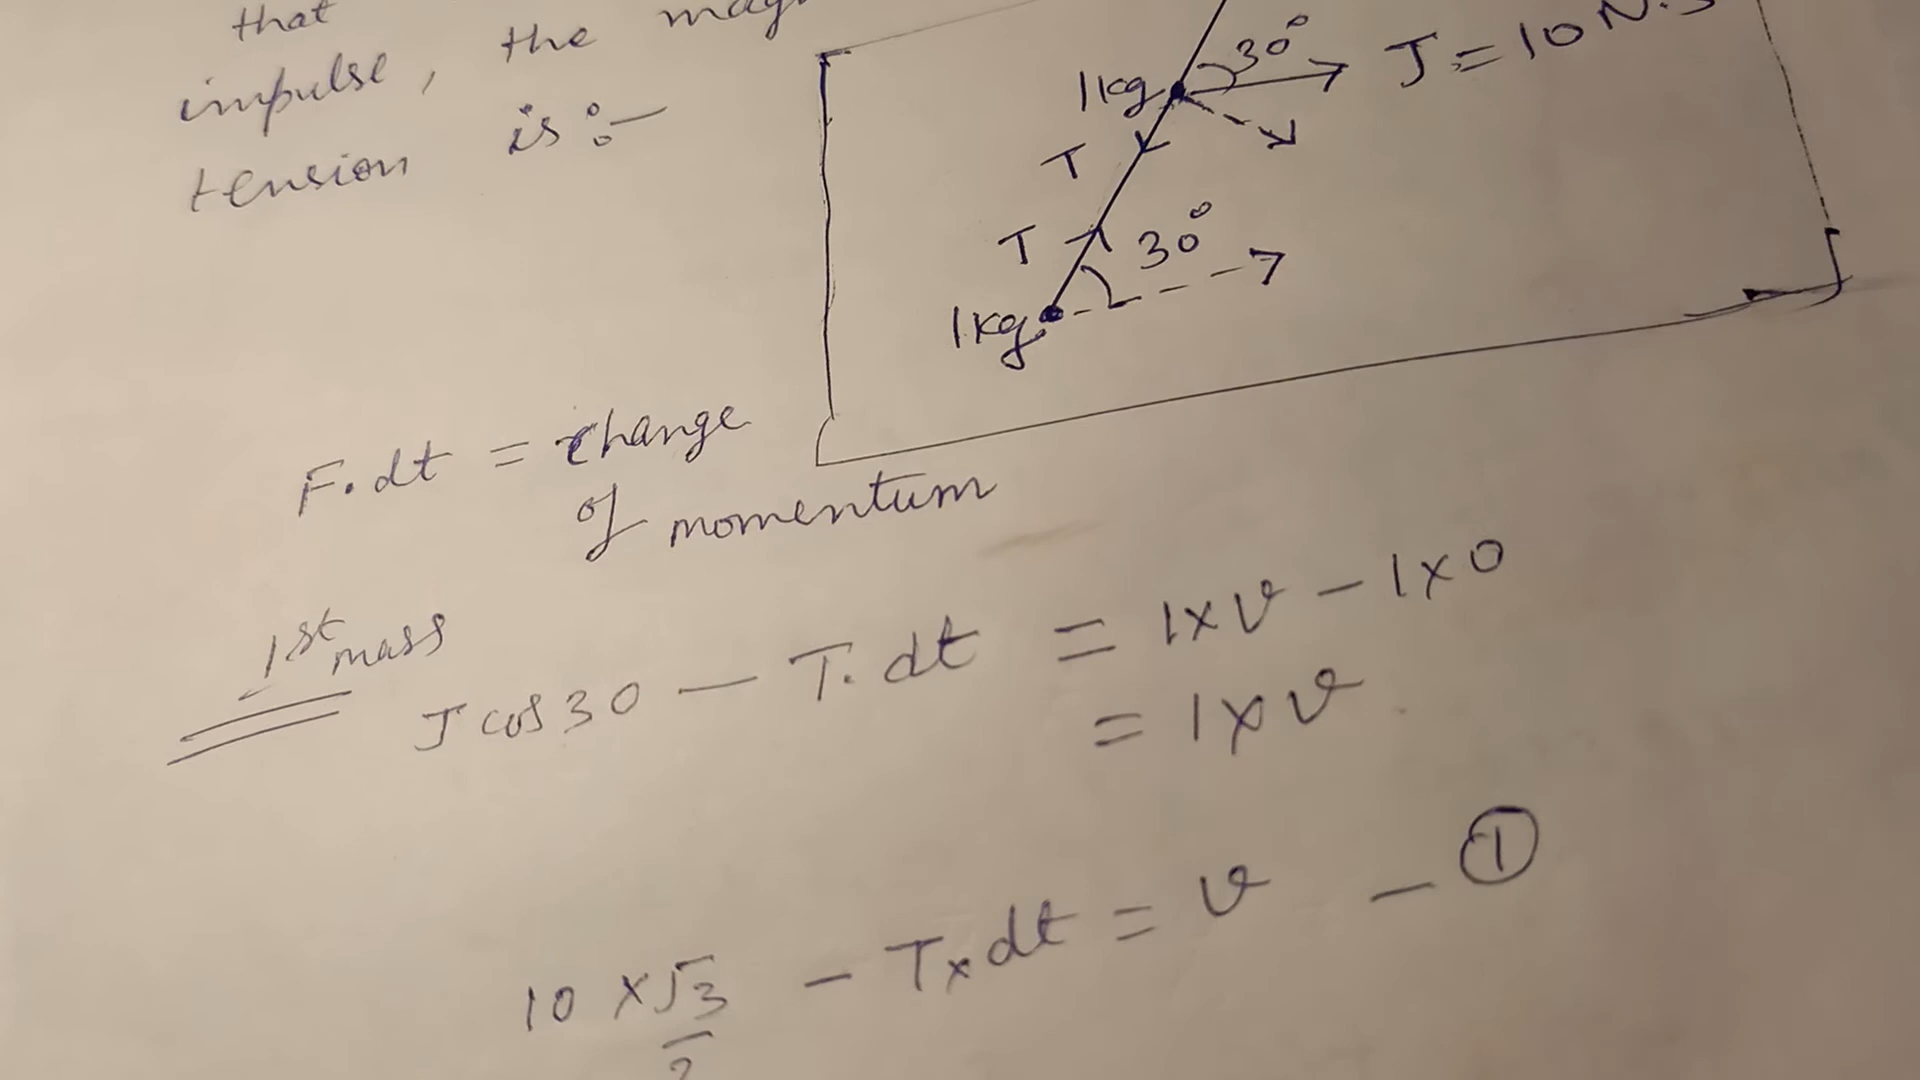 that
impulse, the
tension is :-
30°
J = 10 N.S
1kg
T
T
30°
1kg
F.dt = change
of momentum
1st mass
J cos 30 - T.dt = 1×v - 1×0
= 1×v
10 × √3/2 - T×dt = v - ①